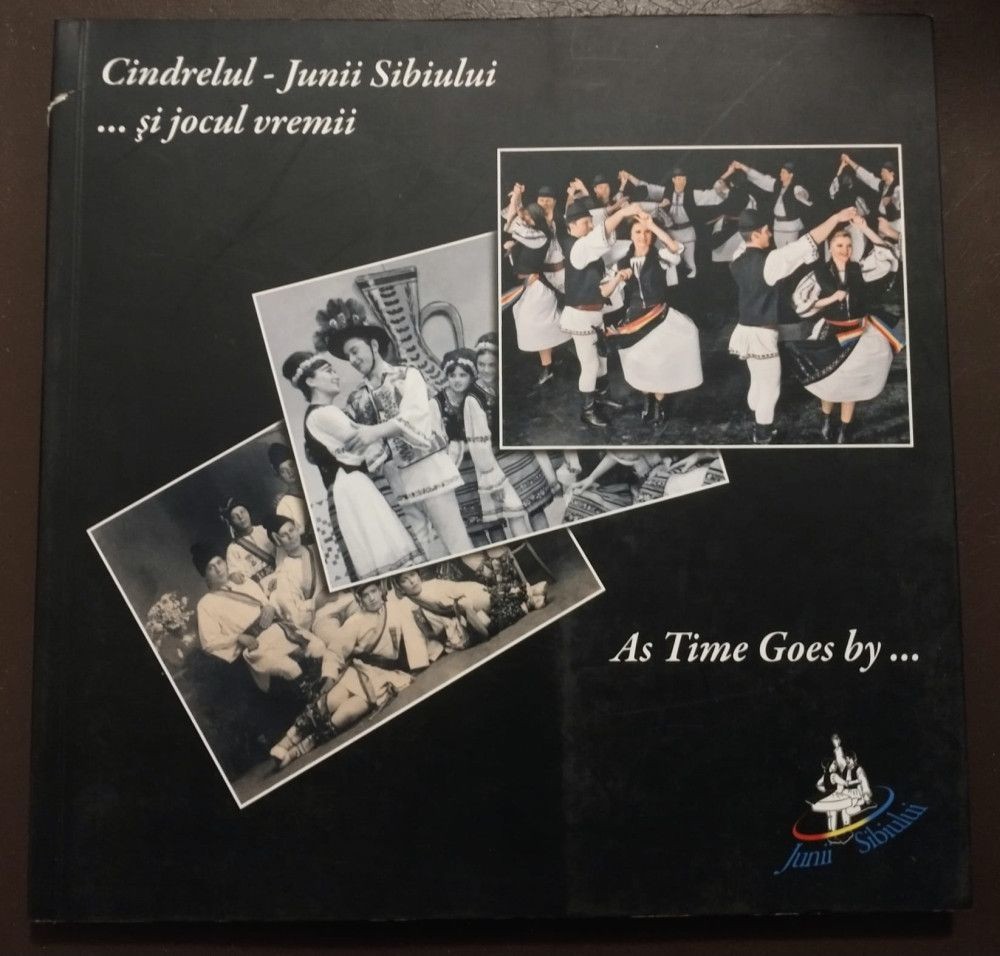 Cindrelul - Junii Sibiului
... şi jocul vremii
As Time Goes by ...
Junii Sibiului